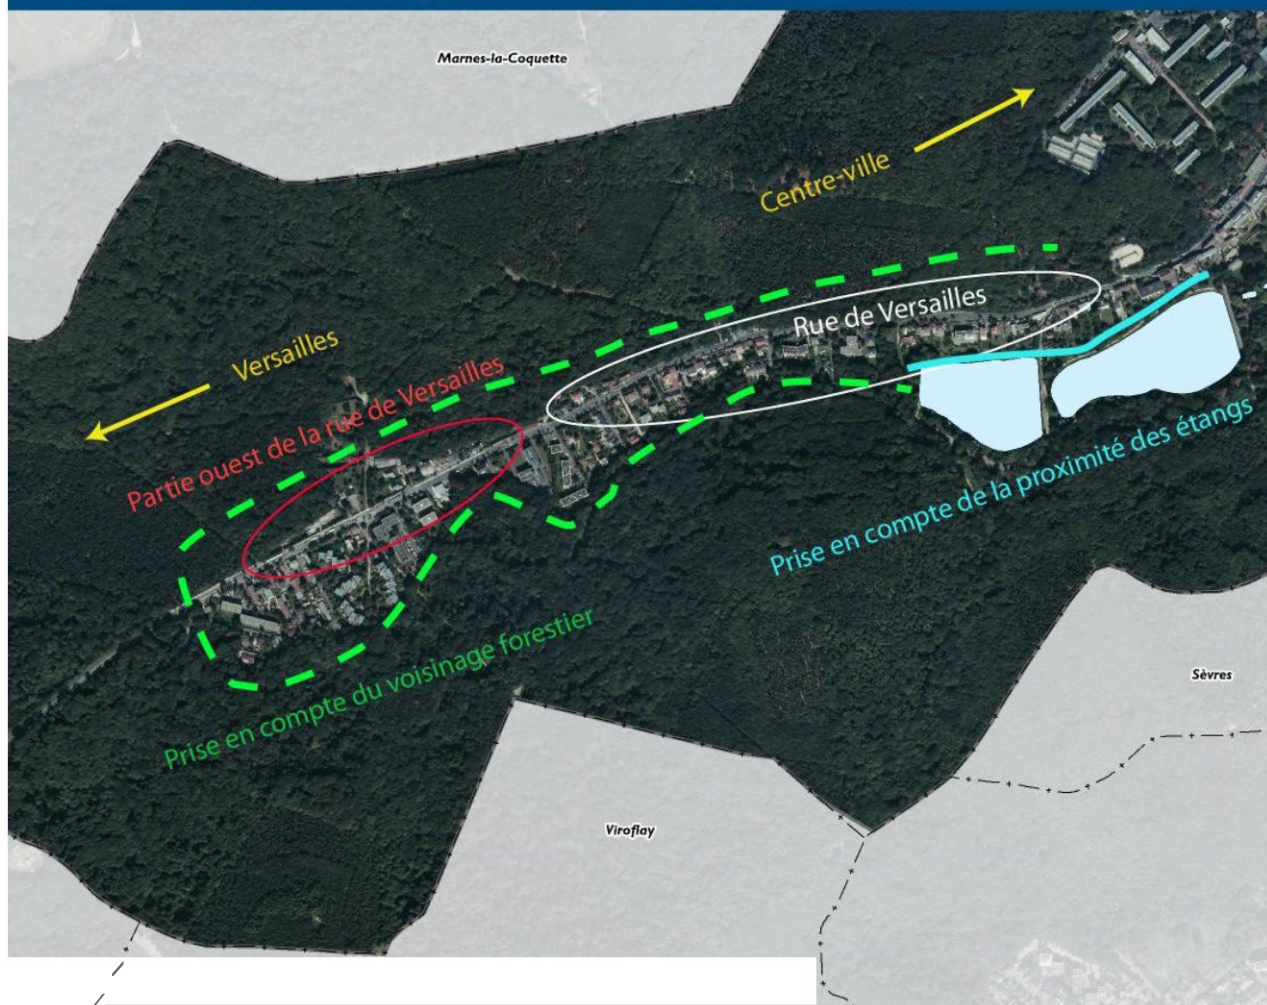 Marnes-la-Coquette
Centre-ville
Rue de Versailles
Versailles
Partie ouest de la rue de Versailles
Prise en compte de la proximité des étangs
Prise en compte du voisinage forestier
Sèvres
Viroflay